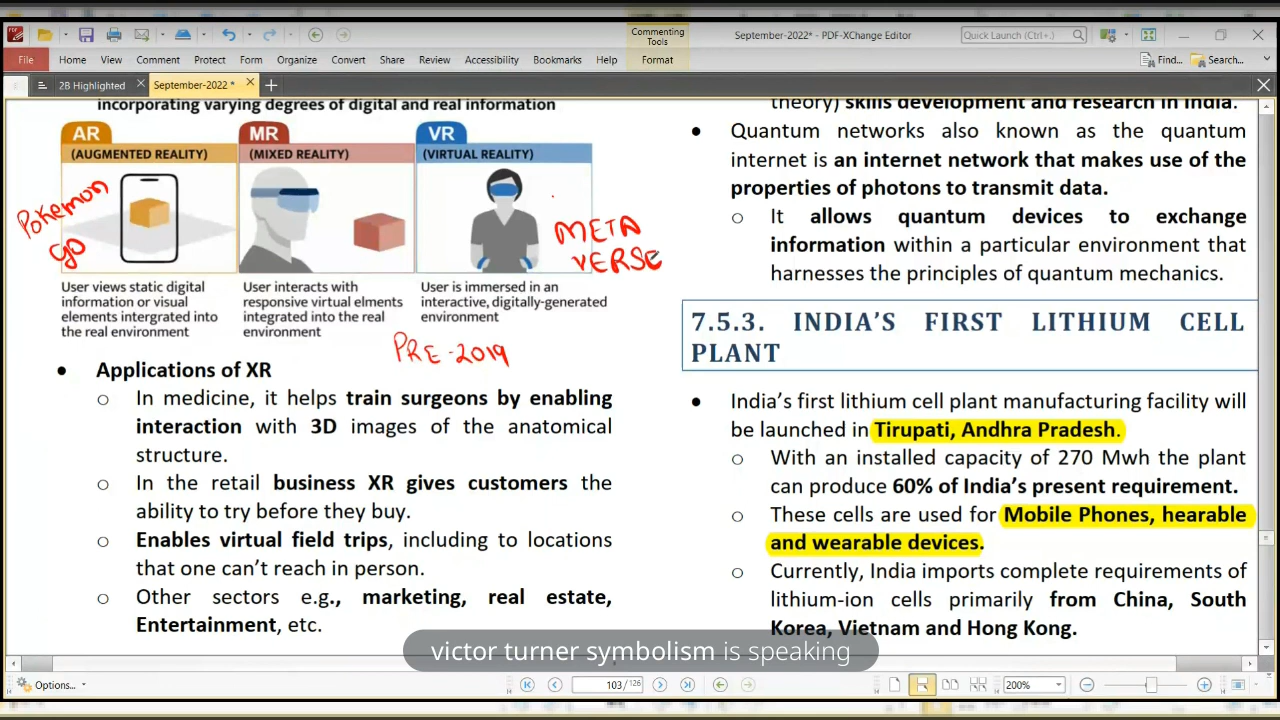 Commenting Tools
September-2022* - PDF-XChange Editor
Quick Launch (Ctrl+.)
File Home View Comment Protect Form Organize Convert Share Review Accessibility Bookmarks Help Format Find... Search...
2B Highlighted
September-2022 *
incorporating varying degrees of digital and real information
AR
(AUGMENTED REALITY)
MR
(MIXED REALITY)
VR
(VIRTUAL REALITY)
Pokemon
Go
META
VERSE
User views static digital
information or visual
elements intergrated into
the real environment
User interacts with
responsive virtual elments
integrated into the real
environment
User is immersed in an
interactive, digitally-generated
environment
PRE-2019
• Applications of XR
o In medicine, it helps train surgeons by enabling
interaction with 3D images of the anatomical
structure.
o In the retail business XR gives customers the
ability to try before they buy.
o Enables virtual field trips, including to locations
that one can't reach in person.
o Other sectors e.g., marketing, real estate,
Entertainment, etc.
theory) skills development and research in India.
• Quantum networks also known as the quantum
internet is an internet network that makes use of the
properties of photons to transmit data.
o It allows quantum devices to exchange
information within a particular environment that
harnesses the principles of quantum mechanics.
7.5.3. INDIA'S FIRST LITHIUM CELL
PLANT
• India's first lithium cell plant manufacturing facility will
be launched in Tirupati, Andhra Pradesh.
o With an installed capacity of 270 Mwh the plant
can produce 60% of India's present requirement.
o These cells are used for Mobile Phones, hearable
and wearable devices.
o Currently, India imports complete requirements of
lithium-ion cells primarily from China, South
Korea, Vietnam and Hong Kong.
victor turner symbolism is speaking
Options...
103 / 126
200%